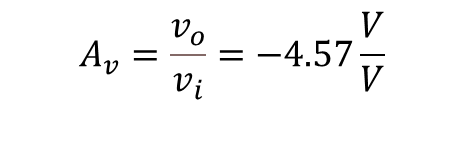 A_v = v_o/v_i = −4.57 V/V